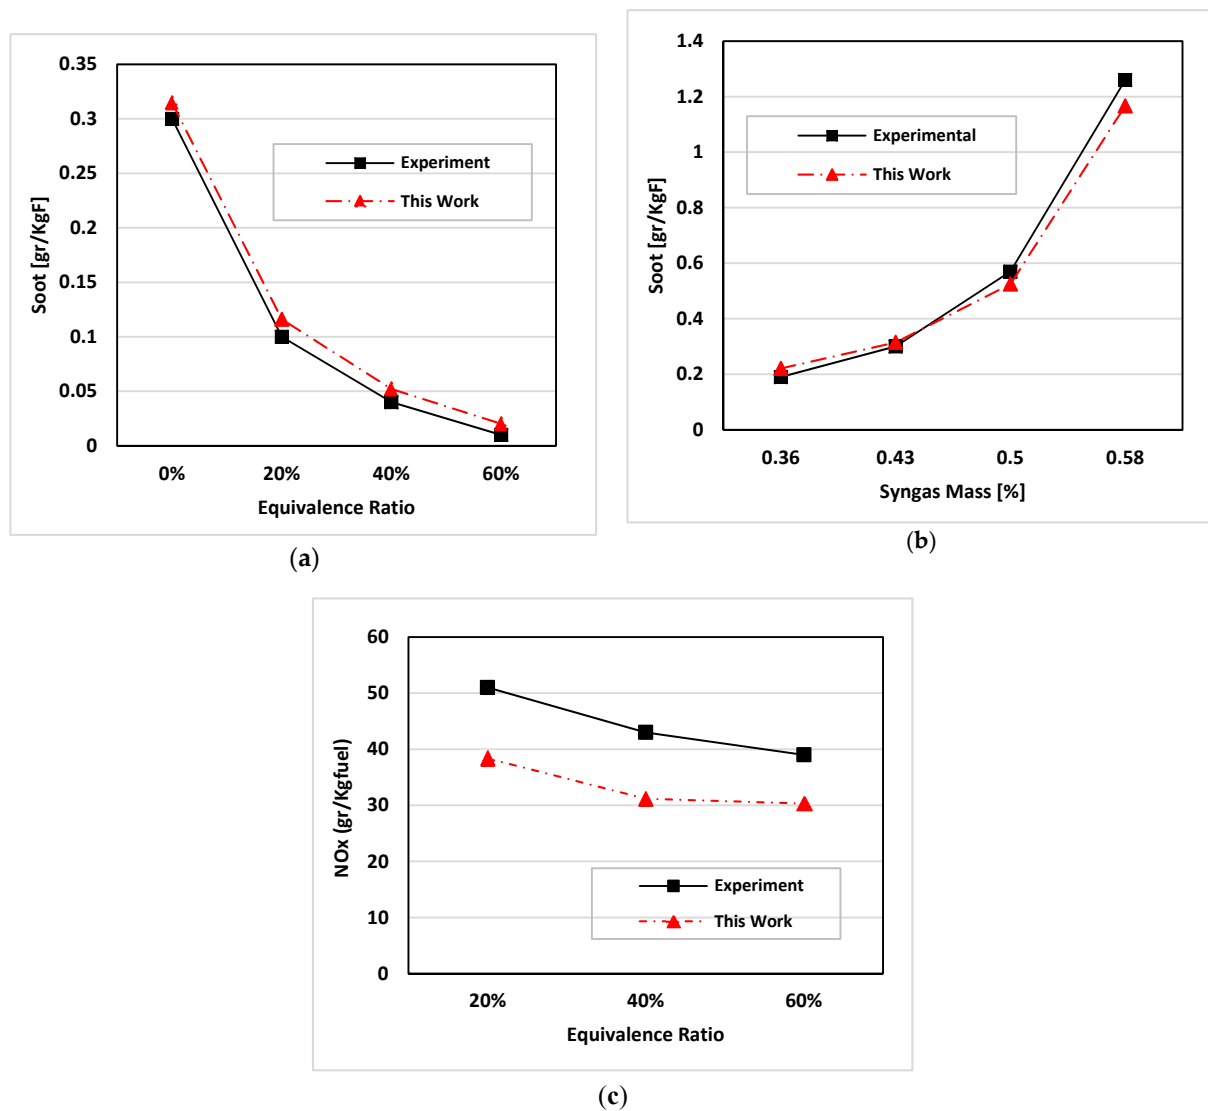 0.35
0.3
0.25
0.2
0.15
0.1
0.05
0
Soot [gr/KgF]
Experiment
This Work
0% 20% 40% 60%
Equivalence Ratio
(a)
1.4
1.2
1
0.8
0.6
0.4
0.2
0
Soot [gr/KgF]
Experimental
This Work
0.36 0.43 0.5 0.58
Syngas Mass [%]
(b)
60
50
40
30
20
10
0
NOx (gr/Kgfuel)
Experiment
This Work
20% 40% 60%
Equivalence Ratio
(c)